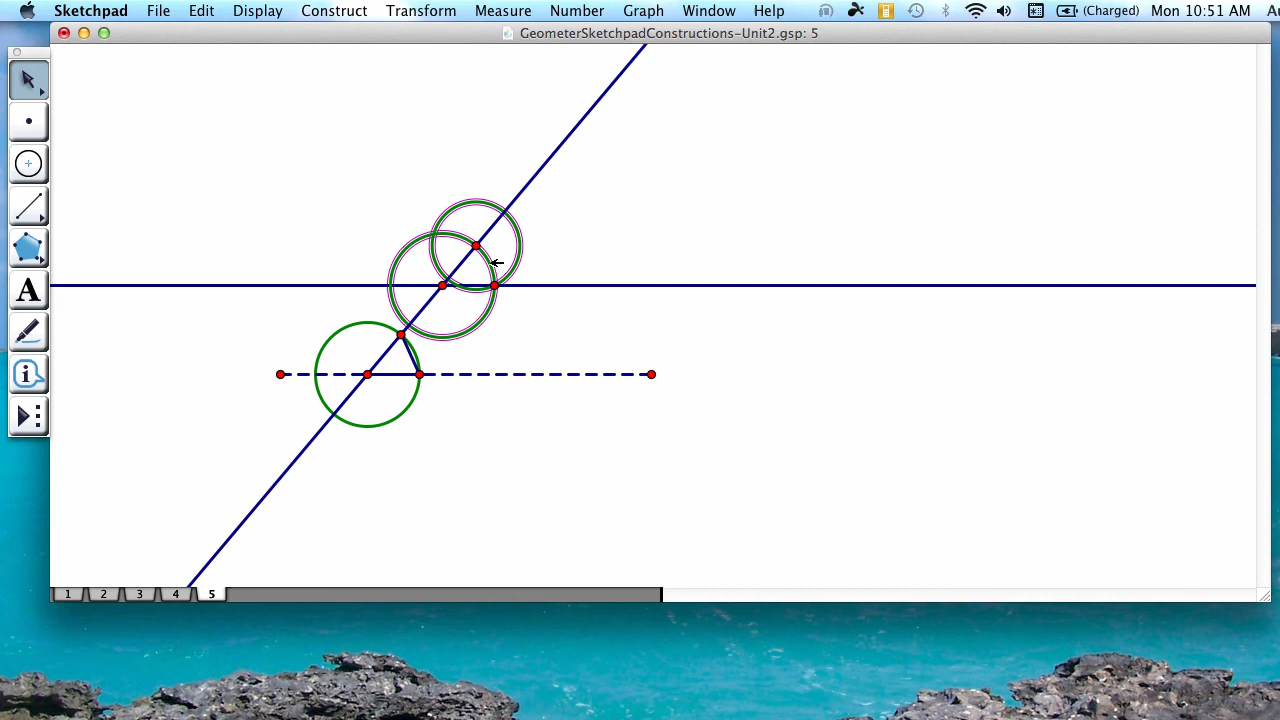 Sketchpad File Edit Display Construct Transform Measure Number Graph Window Help (Charged) Mon 10:51 AM
GeometerSketchpadConstructions-Unit2.gsp: 5
A
i
1 2 3 4 5